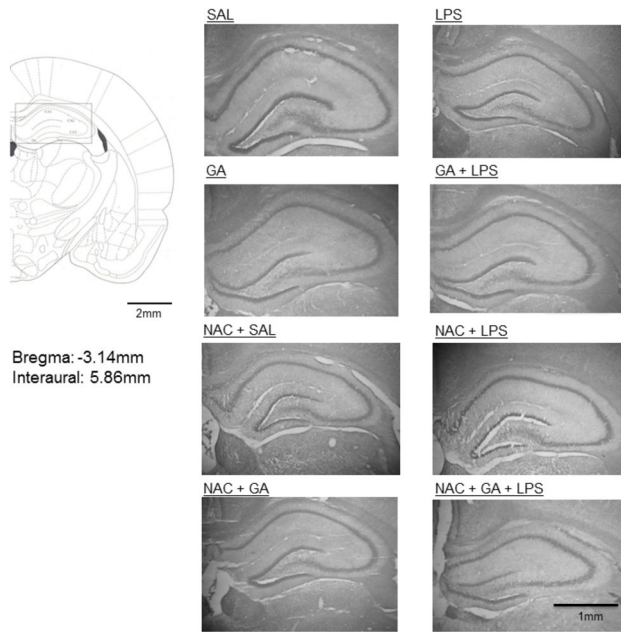 SAL
LPS
GA
GA + LPS
2mm
Bregma: -3.14mm
Interaural: 5.86mm
NAC + SAL
NAC + LPS
NAC + GA
NAC + GA + LPS
1mm